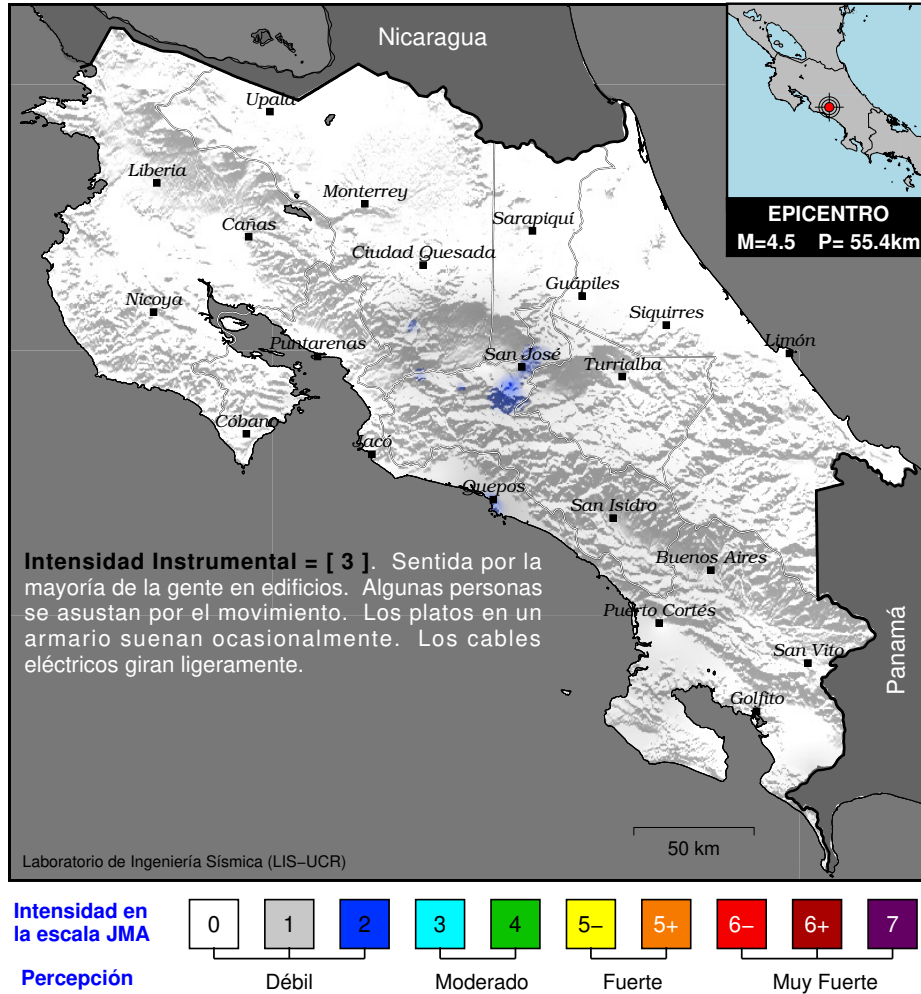 Nicaragua
Upala
Liberia
Monterrey
Cañas
Sarapiquí
Ciudad Quesada
EPICENTRO
M=4.5 P= 55.4km
Guápiles
Nicoya
Siquirres
Puntarenas
San José
Limón
Turrialba
Cóbano
Jacó
Quepos
San Isidro
Buenos Aires
Puerto Cortés
San Vito
Golfito
Panamá
Intensidad Instrumental = [ 3 ]. Sentida por la
mayoría de la gente en edificios. Algunas personas
se asustan por el movimiento. Los platos en un
armario suenan ocasionalmente. Los cables
eléctricos giran ligeramente.
50 km
Laboratorio de Ingeniería Sísmica (LIS−UCR)
Intensidad en
la escala JMA
0 1 2 3 4 5− 5+ 6− 6+ 7
Percepción
Débil Moderado Fuerte Muy Fuerte